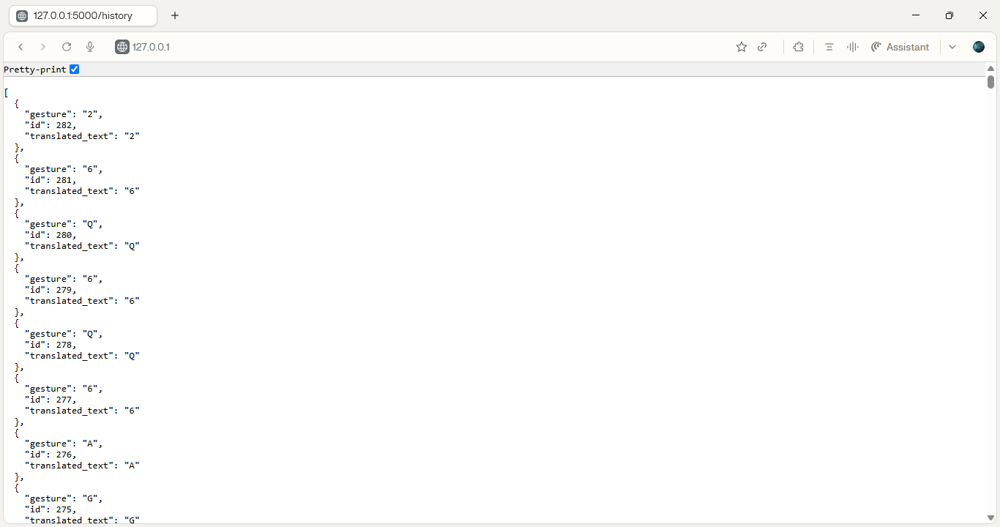 127.0.0.1:5000/history
127.0.0.1
Assistant
Pretty-print
[
  {
    "gesture": "2",
    "id": 282,
    "translated_text": "2"
  },
  {
    "gesture": "6",
    "id": 281,
    "translated_text": "6"
  },
  {
    "gesture": "Q",
    "id": 280,
    "translated_text": "Q"
  },
  {
    "gesture": "6",
    "id": 279,
    "translated_text": "6"
  },
  {
    "gesture": "Q",
    "id": 278,
    "translated_text": "Q"
  },
  {
    "gesture": "6",
    "id": 277,
    "translated_text": "6"
  },
  {
    "gesture": "A",
    "id": 276,
    "translated_text": "A"
  },
  {
    "gesture": "G",
    "id": 275,
    "translated_text": "G"